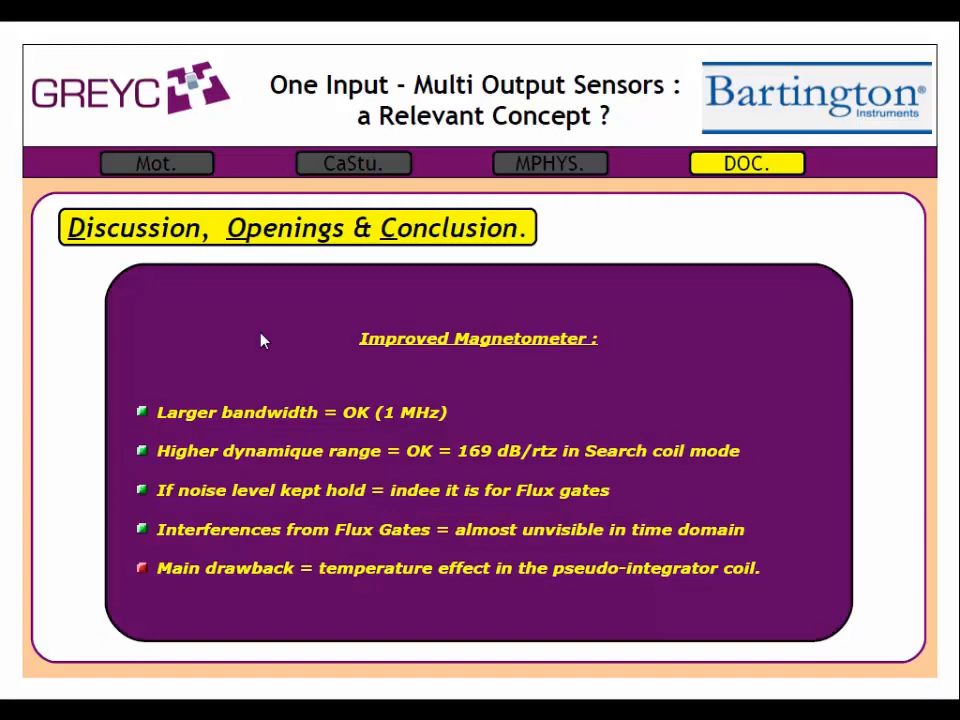 GREYC
One Input - Multi Output Sensors :
a Relevant Concept ?
Bartington®
Instruments
Mot.
CaStu.
MPHYS.
DOC.
Discussion, Openings & Conclusion.
Improved Magnetometer :
Larger bandwidth = OK (1 MHz)
Higher dynamique range = OK = 169 dB/rtz in Search coil mode
If noise level kept hold = indee it is for Flux gates
Interferences from Flux Gates = almost unvisible in time domain
Main drawback = temperature effect in the pseudo-integrator coil.